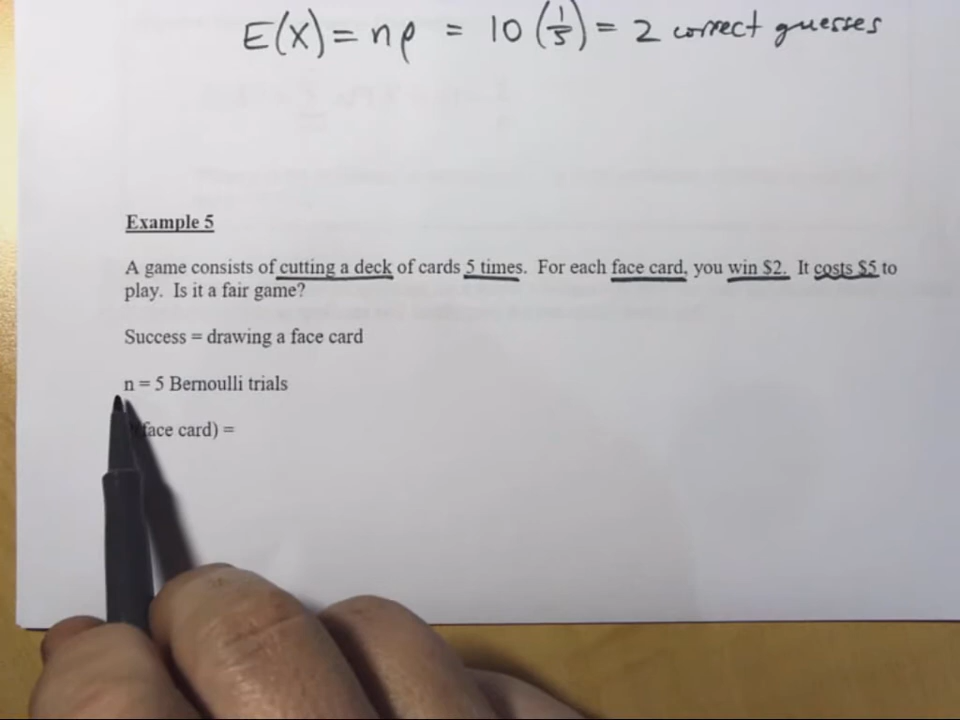 E(X) = np = 10 (1/5) = 2 correct guesses
Example 5
A game consists of cutting a deck of cards 5 times. For each face card, you win $2. It costs $5 to
play. Is it a fair game?
Success = drawing a face card
n = 5 Bernoulli trials
face card) =